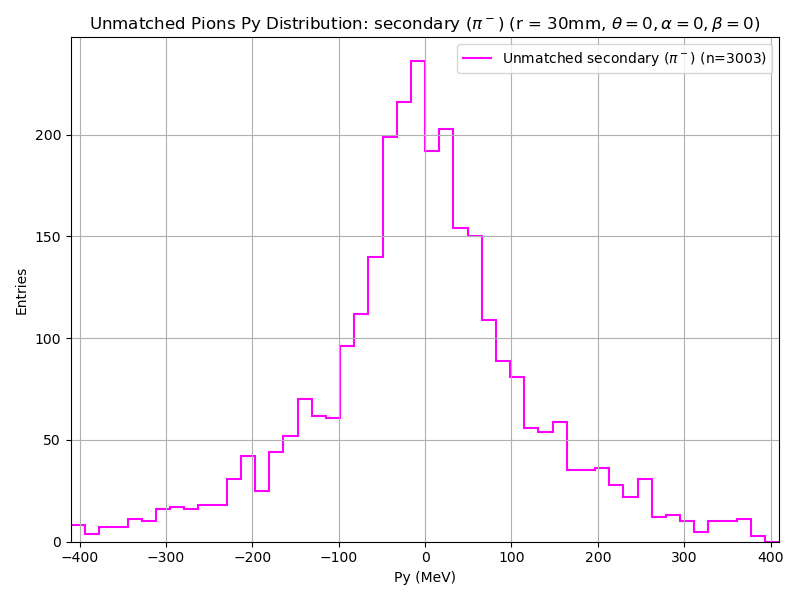 Unmatched Pions Py Distribution: secondary (π⁻) (r = 30mm, θ = 0, α = 0, β = 0)
Unmatched secondary (π⁻) (n=3003)
Entries
200
150
100
50
0
−400 −300 −200 −100 0 100 200 300 400
Py (MeV)